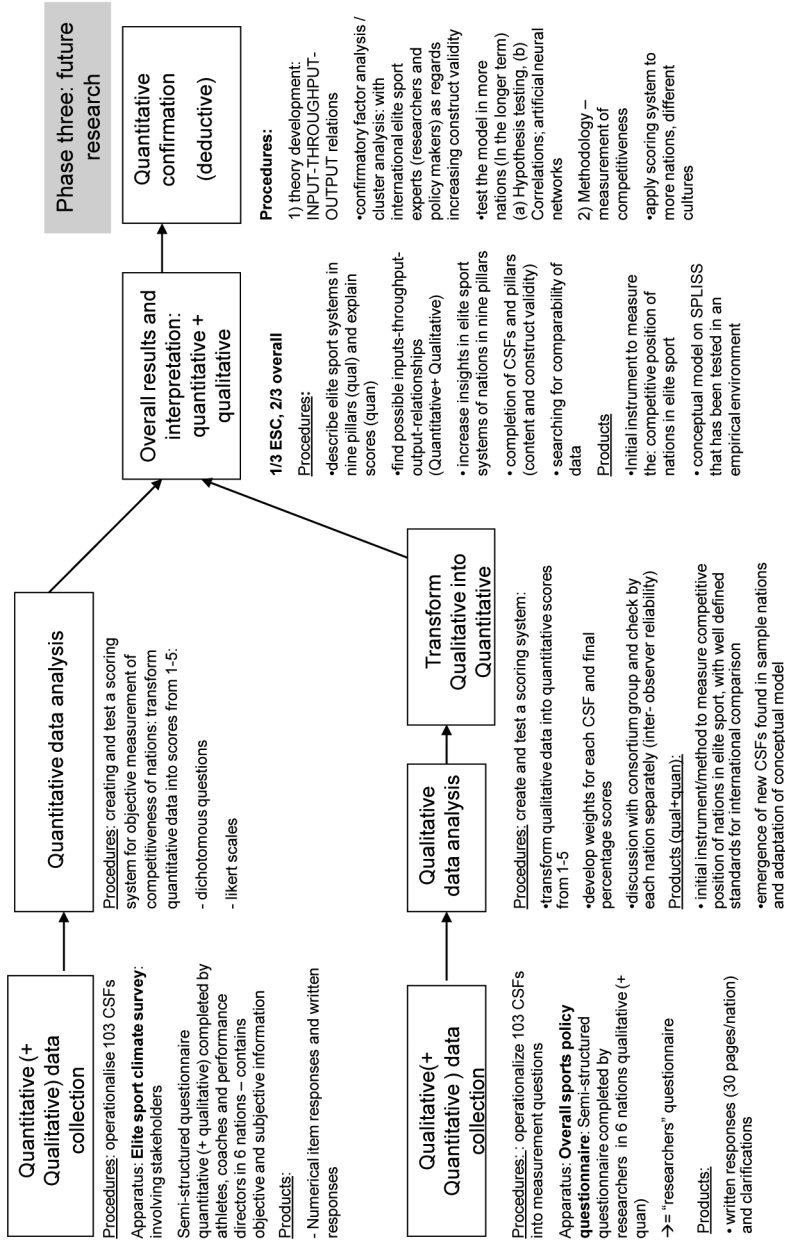 Quantitative (+
Qualitative) data
collection
Procedures: operationalise 103 CSFs
Apparatus: Elite sport climate survey:
involving stakeholders
Semi-structured questionnaire
quantitative (+ qualitative) completed by
athletes, coaches and performance
directors in 6 nations – contains
objective and subjective information
Products:
- Numerical item responses and written
responses
Quantitative data analysis
Procedures: creating and test a scoring
system for objective measurement of
competitiveness of nations: transform
quantitative data into scores from 1-5:
- dichotomous questions
- likert scales
Qualitative(+
Quantitative ) data
collection
Procedures: : operationalize 103 CSFs
into measurement questions
Apparatus: Overall sports policy
questionnaire: Semi-structured
questionnaire completed by
researchers in 6 nations qualitative (+
quan)
→= “researchers” questionnaire
Products:
• written responses (30 pages/nation)
and clarifications
Qualitative
data analysis
Transform
Qualitative into
Quantitative
Procedures: create and test a scoring system:
•transform qualitative data into quantitative scores
from 1-5
•develop weights for each CSF and final
percentage scores
•discussion with consortium group and check by
each nation separately (inter- observer reliability)
Products (qual+quan):
• initial instrument/method to measure competitive
position of nations in elite sport, with well defined
standards for international comparison
•emergence of new CSFs found in sample nations
and adaptation of conceptual model
Overall results and
interpretation:
quantitative +
qualitative
1/3 ESC, 2/3 overall
Procedures:
•describe elite sport systems in
nine pillars (qual) and explain
scores (quan)
•find possible inputs-throughput-
output-relationships
(Quantitative+ Qualitative)
• increase insights in elite sport
systems of nations in nine pillars
• completion of CSFs and pillars
(content and construct validity)
• searching for comparability of
data
Products
•Initial instrument to measure
the: competitive position of
nations in elite sport
• conceptual model on SPLISS
that has been tested in an
empirical environment
Phase three: future
research
Quantitative
confirmation
(deductive)
Procedures:
1) theory development:
INPUT-THROUGHPUT-
OUTPUT relations
•confirmatory factor analysis /
cluster analysis: with
international elite sport
experts (researchers and
policy makers) as regards
increasing construct validity
•test the model in more
nations (In the longer term)
(a) Hypothesis testing, (b)
Correlations; artificial neural
networks
2) Methodology –
measurement of
competitiveness
•apply scoring system to
more nations, different
cultures